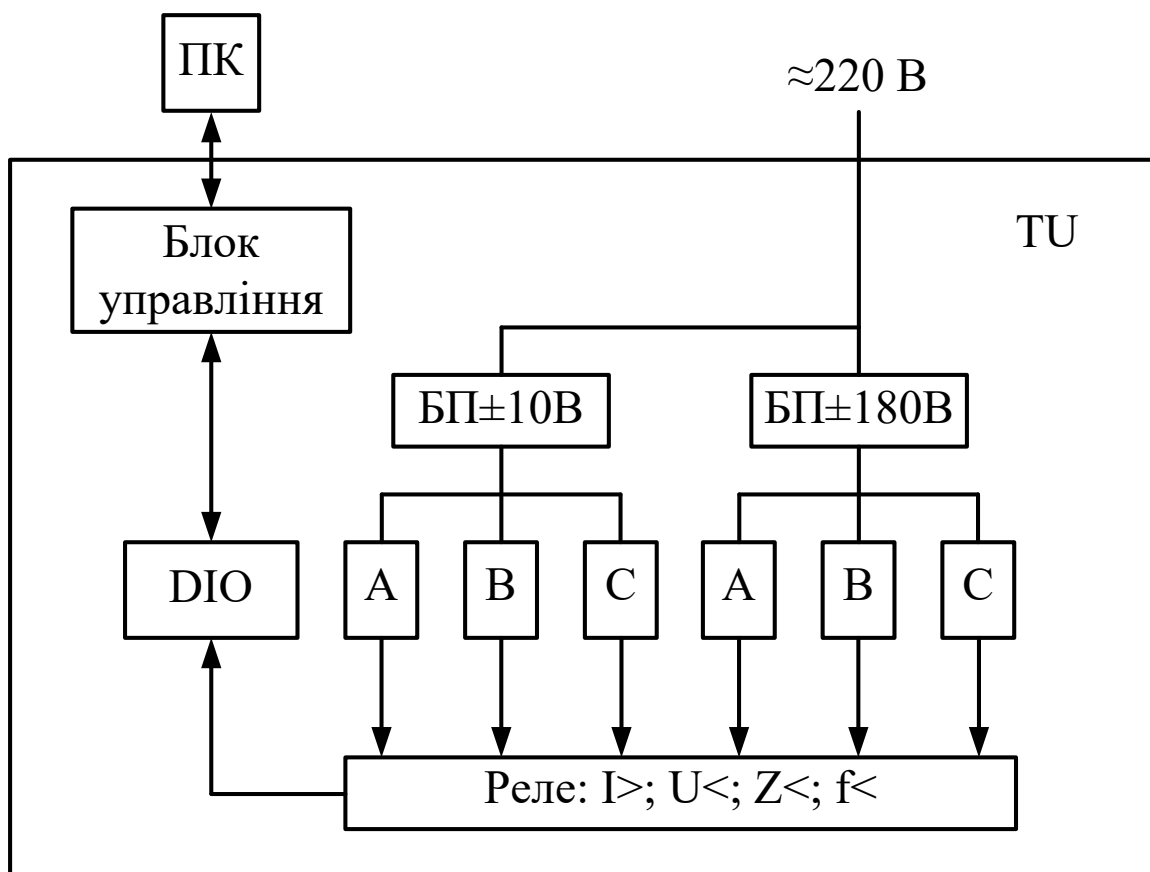 ПК
≈220 В
TU
Блок
управління
БП±10В
БП±180В
DIO
A
B
C
A
B
C
Реле: I>; U<; Z<; f<